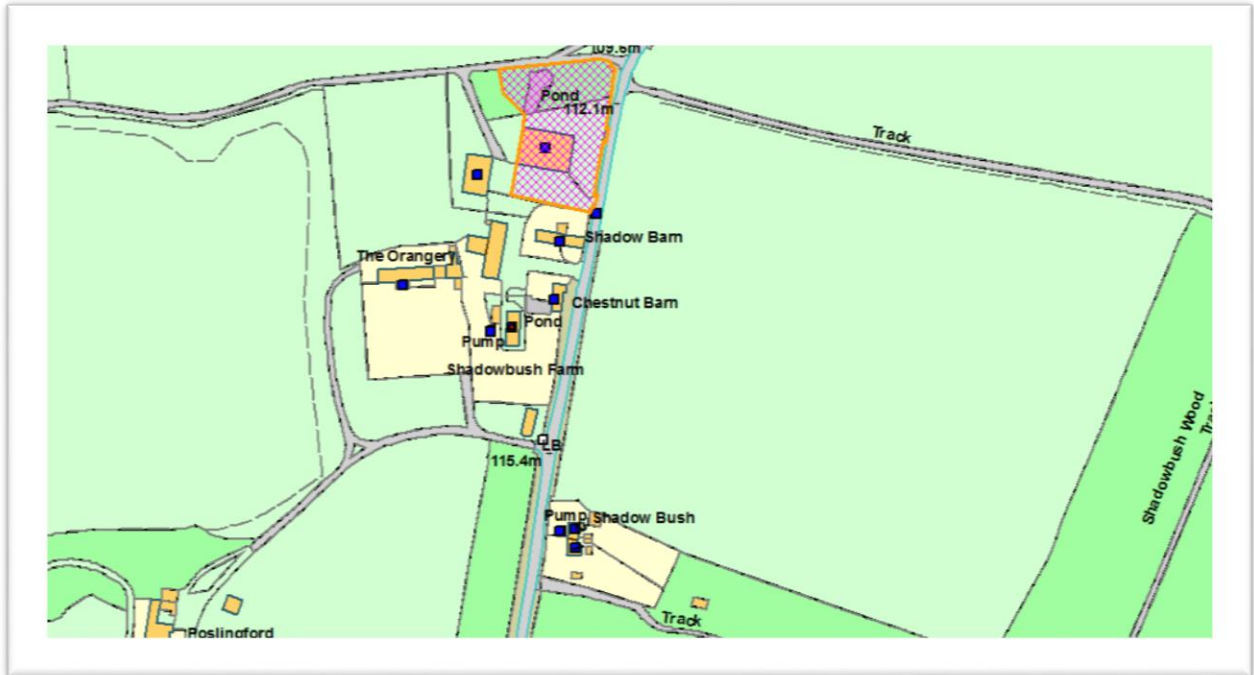 109.6m
Pond
112.1m
Track
Shadow Barn
The Orangery
Chestnut Barn
Pond
Pump
Shadowbush Farm
LB
115.4m
Shadowbush Wood
Pump
Shadow Bush
Track
Poslingford